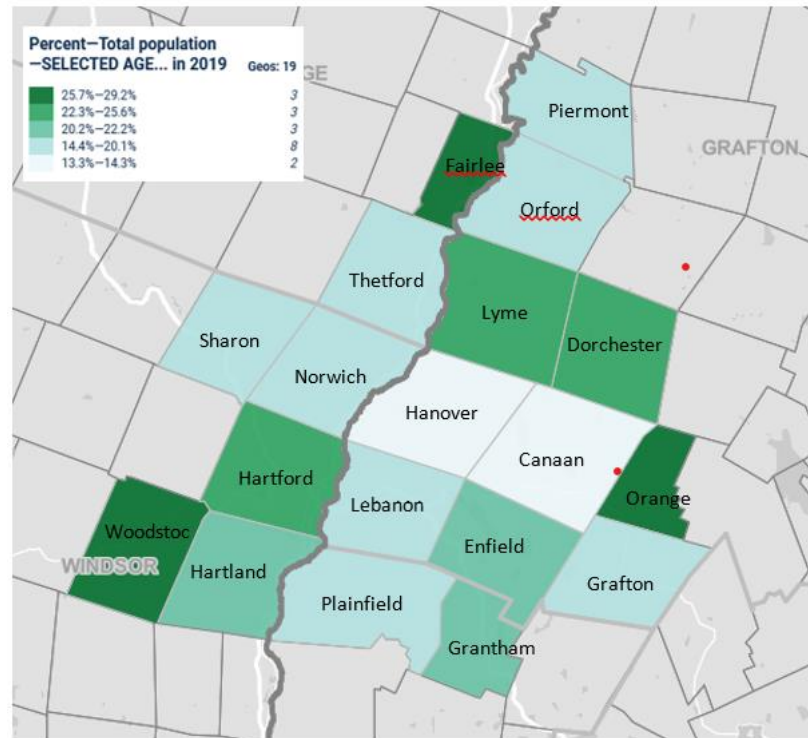 Percent—Total population
—SELECTED AGE... in 2019 Geos: 19
25.7%—29.2% 3
22.3%—25.6% 3
20.2%—22.2% 3
14.4%—20.1% 8
13.3%—14.3% 2
GE
Piermont
GRAFTON
Fairlee
Orford
Thetford
Lyme
Sharon
Dorchester
Norwich
Hanover
Canaan
Hartford
Orange
Lebanon
Woodstoc
Enfield
WINDSOR
Hartland
Grafton
Plainfield
Grantham